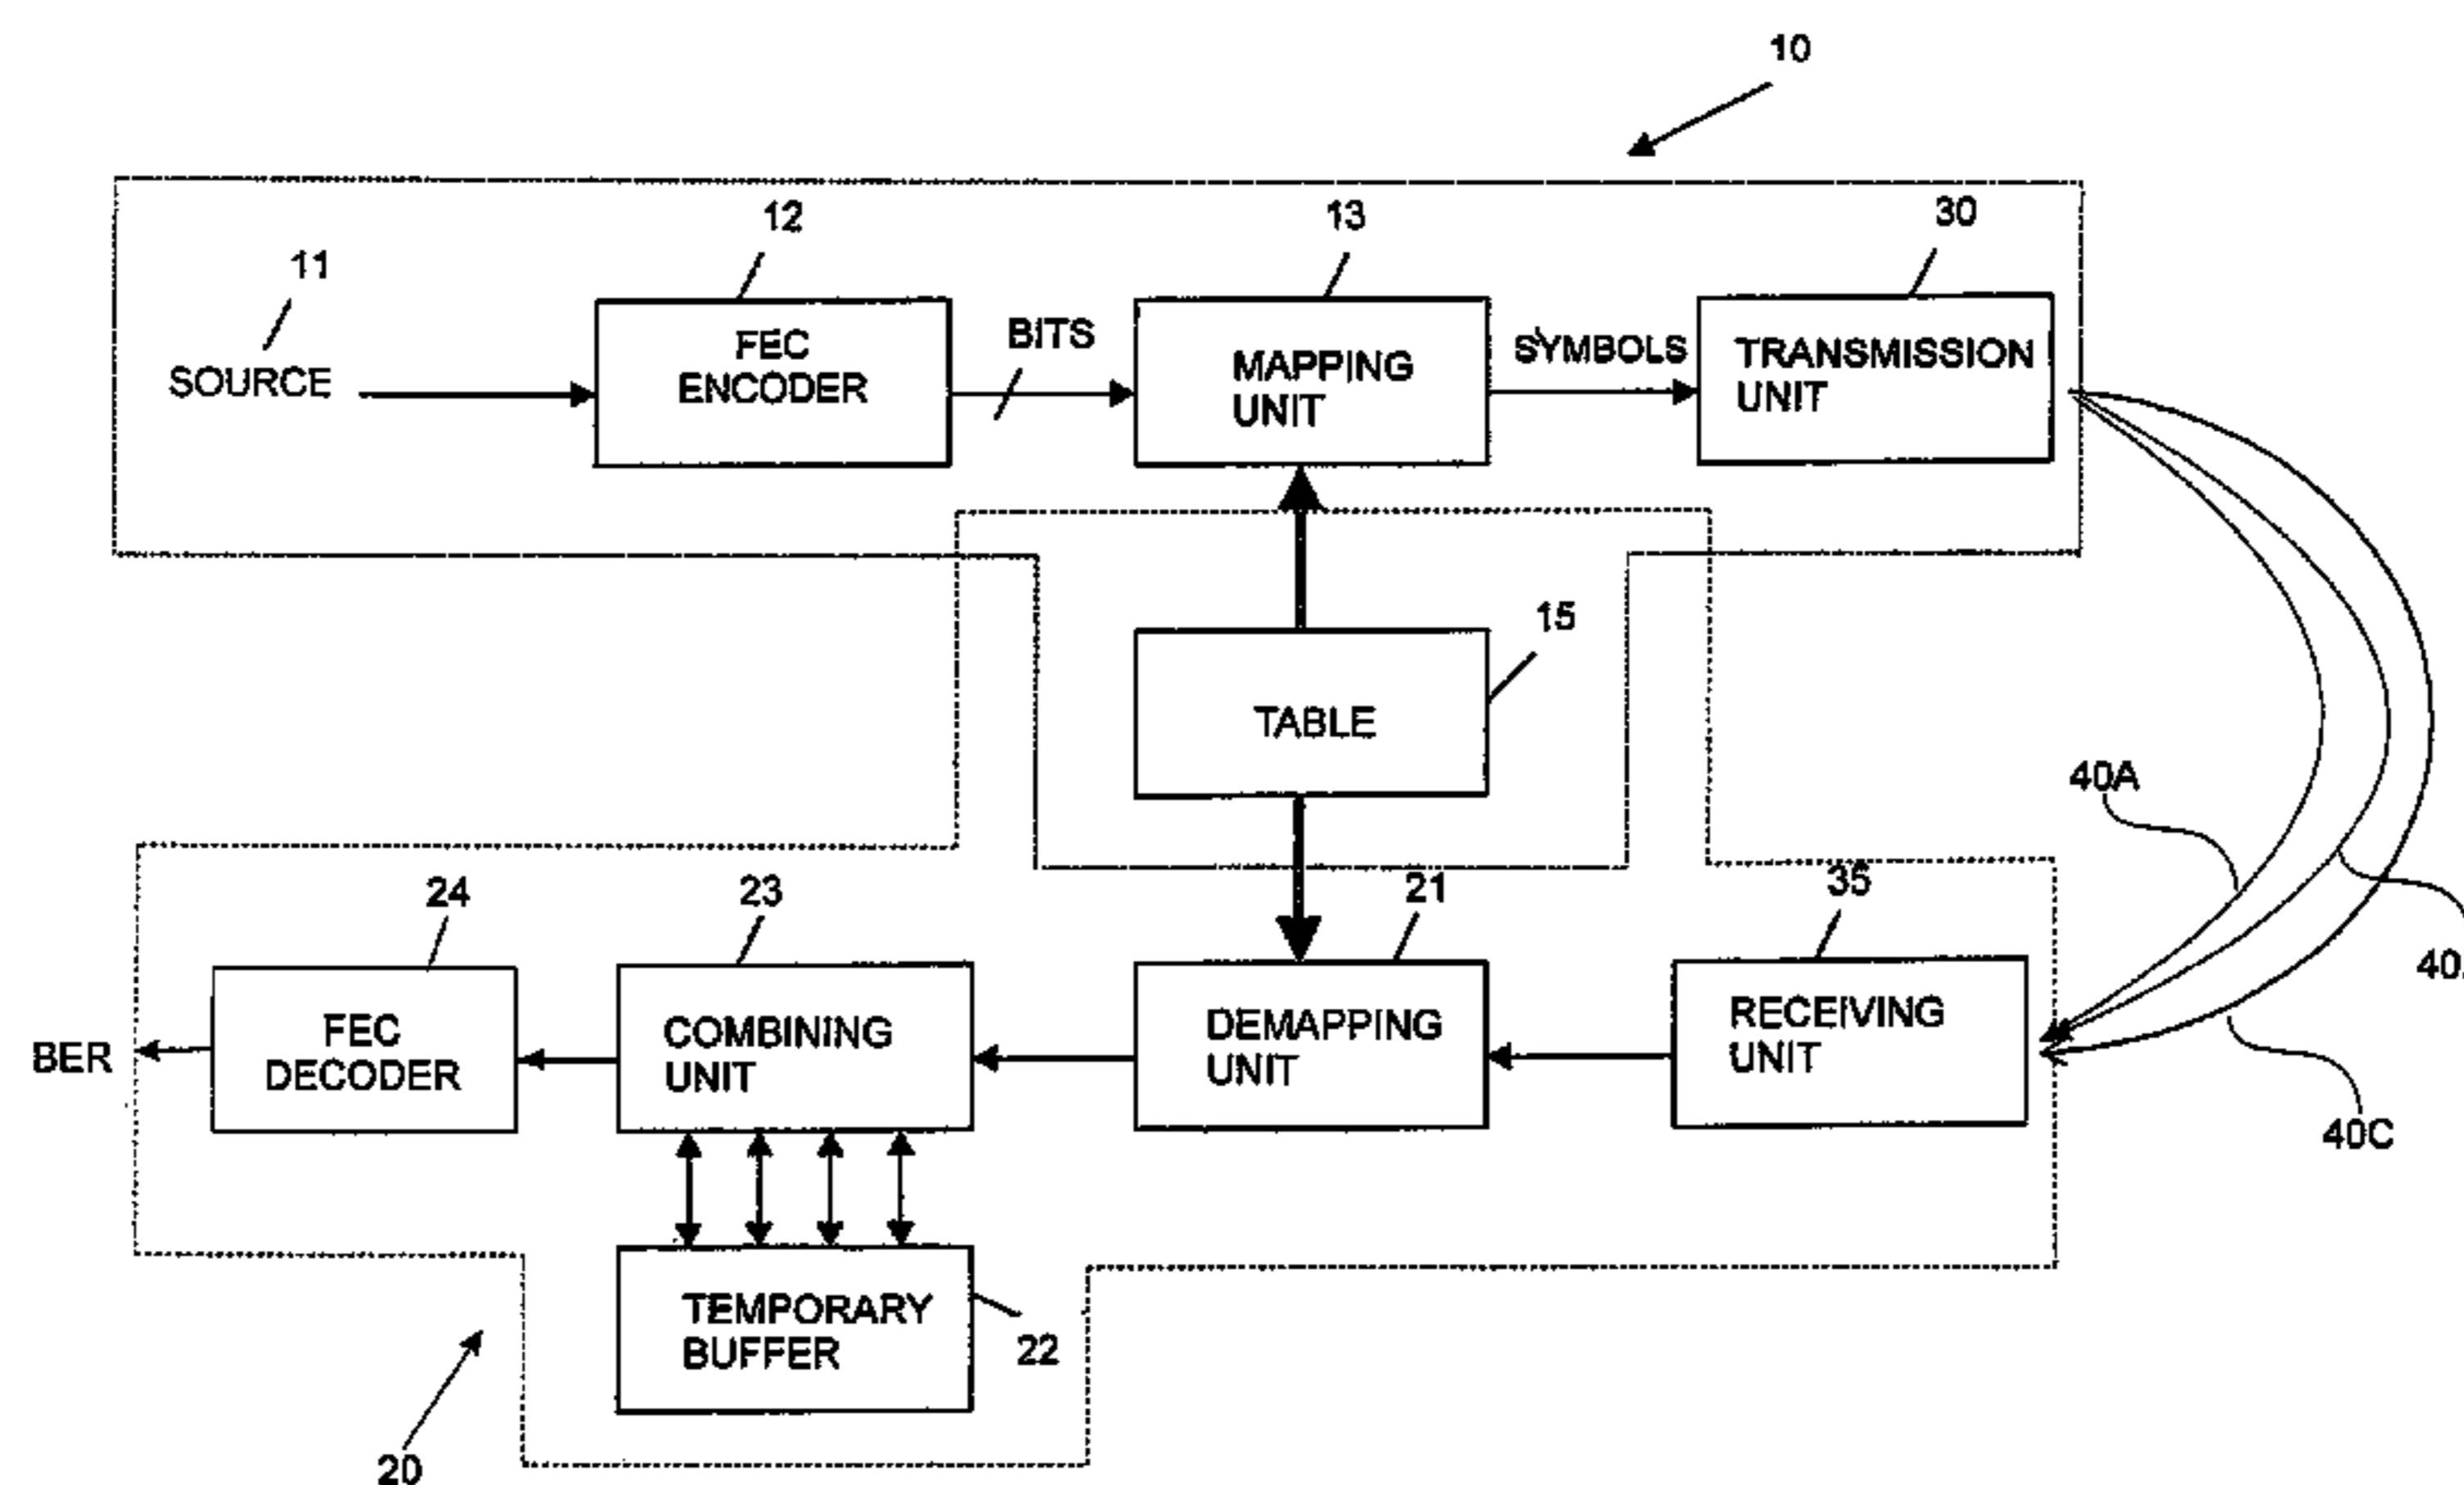 10
12
13
30
11
SOURCE
FEC
ENCODER
BITS
MAPPING
UNIT
SYMBOLS
TRANSMISSION
UNIT
15
TABLE
40A
40
40C
24
23
21
35
FEC
DECODER
COMBINING
UNIT
DEMAPPING
UNIT
RECEIVING
UNIT
BER
TEMPORARY
BUFFER
22
20